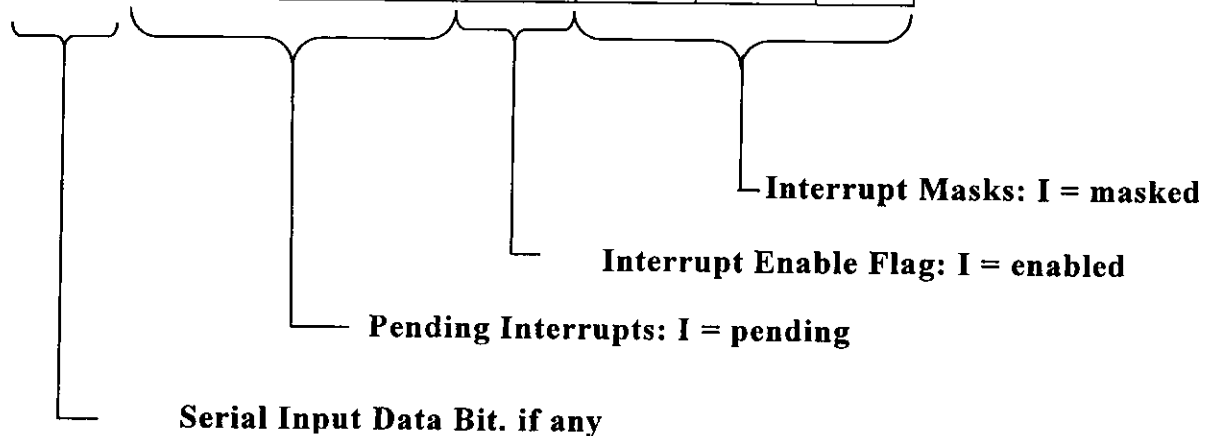 Interrupt Masks: I = masked
Interrupt Enable Flag: I = enabled
Pending Interrupts: I = pending
Serial Input Data Bit. if any